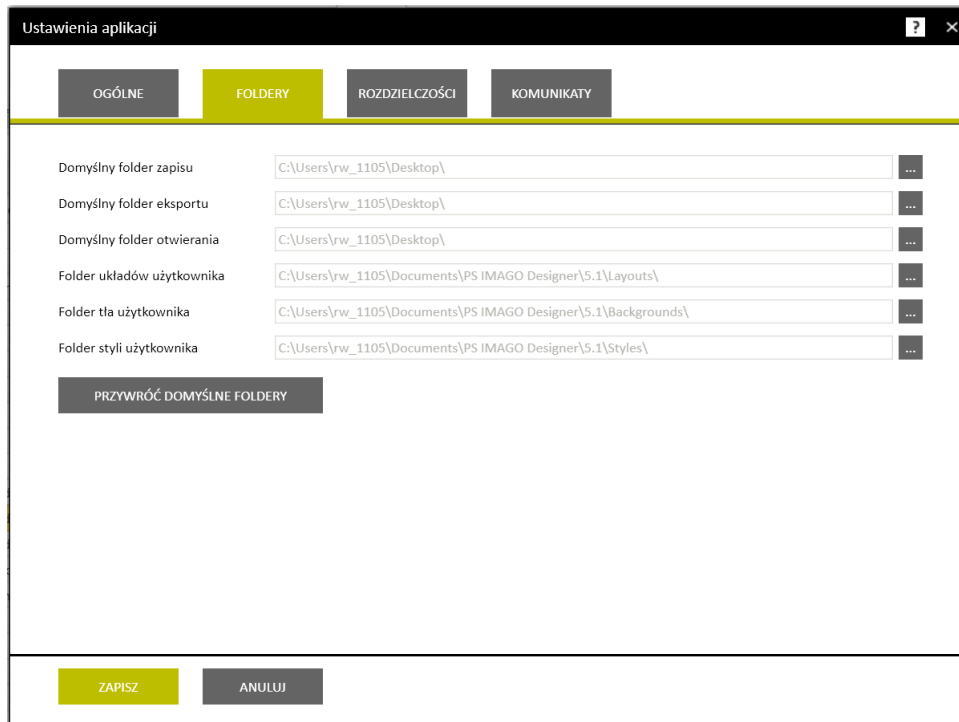 Ustawienia aplikacji ? ×
OGÓLNE FOLDERY ROZDZIELCZOŚCI KOMUNIKATY
Domyślny folder zapisu C:\Users\rw_1105\Desktop\ ...
Domyślny folder eksportu C:\Users\rw_1105\Desktop\ ...
Domyślny folder otwierania C:\Users\rw_1105\Desktop\ ...
Folder układów użytkownika C:\Users\rw_1105\Documents\PS IMAGO Designer\5.1\Layouts\ ...
Folder tła użytkownika C:\Users\rw_1105\Documents\PS IMAGO Designer\5.1\Backgrounds\ ...
Folder styli użytkownika C:\Users\rw_1105\Documents\PS IMAGO Designer\5.1\Styles\ ...
PRZYWRÓĆ DOMYŚLNE FOLDERY
ZAPISZ ANULUJ